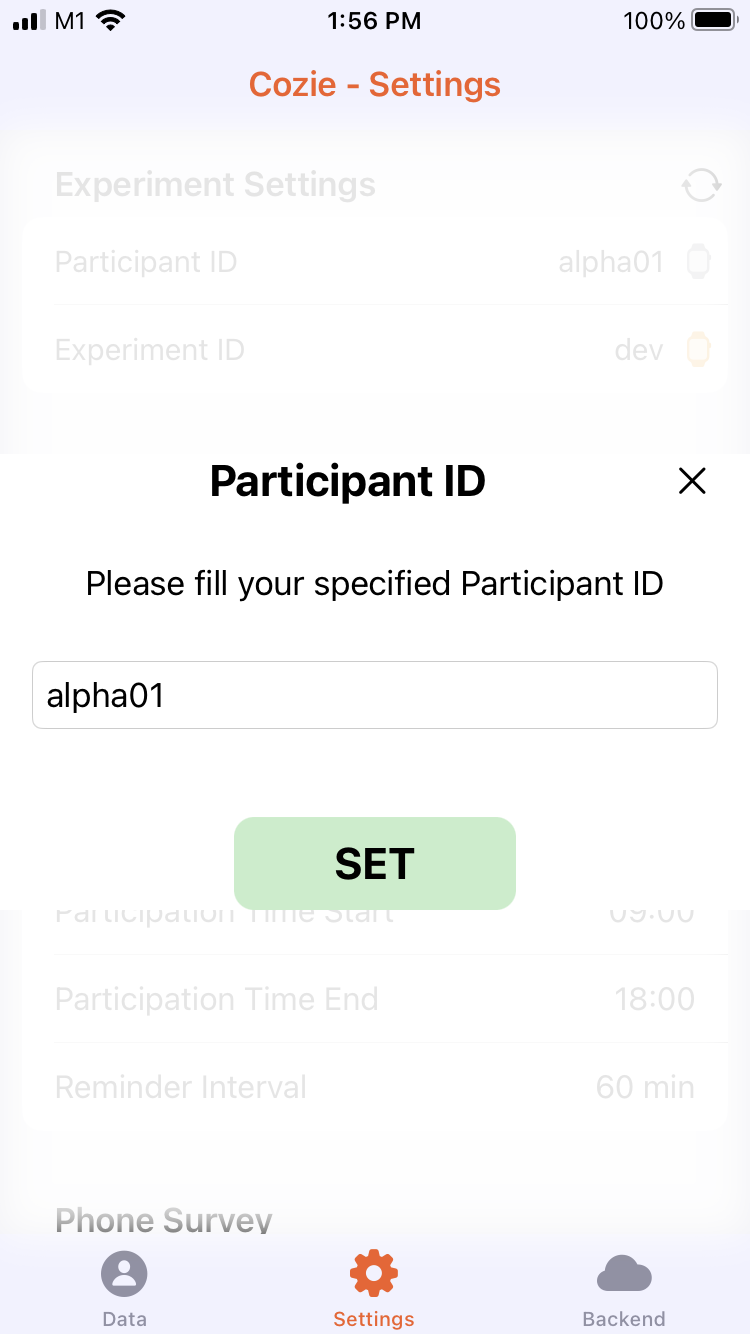 M1 1:56 PM 100%
Cozie - Settings
Experiment Settings
Participant ID alpha01
Experiment ID dev
Participant ID
Please fill your specified Participant ID
alpha01
SET
Participation Time Start 09:00
Participation Time End 18:00
Reminder Interval 60 min
Phone Survey
Data Settings Backend